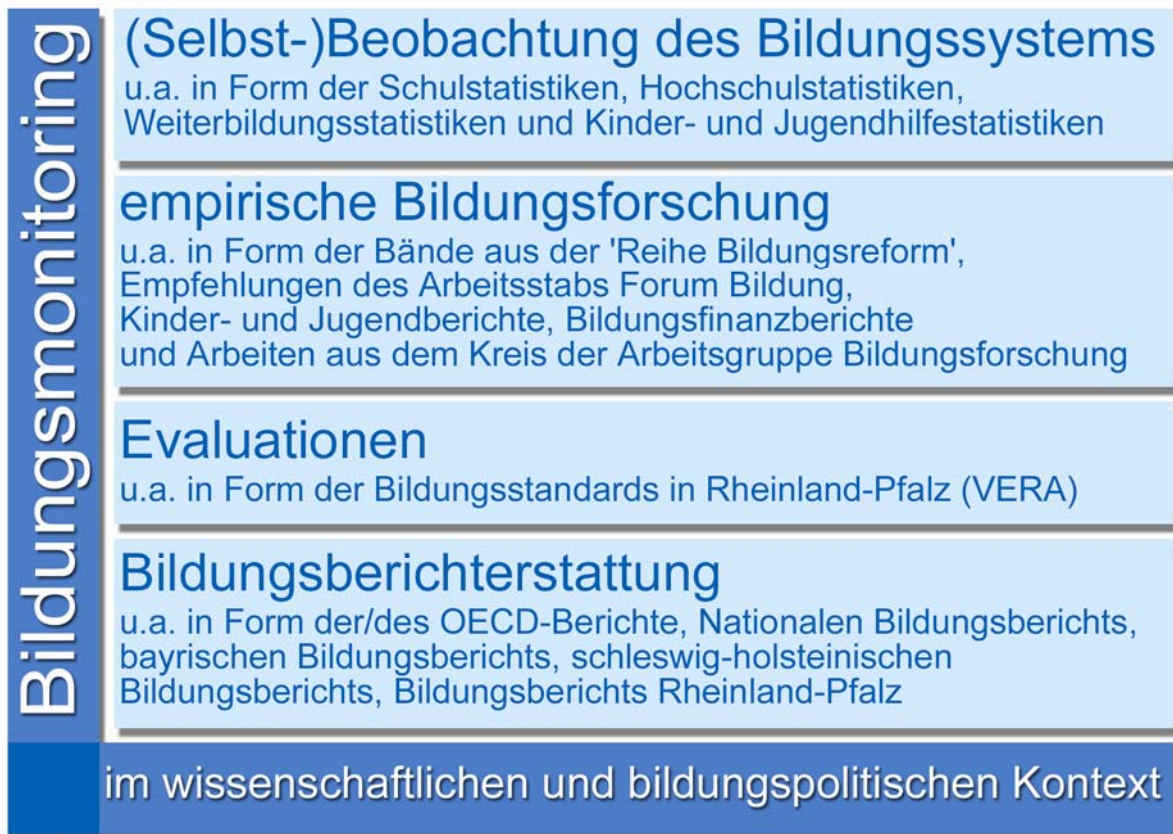 Bildungsmonitoring
(Selbst-)Beobachtung des Bildungssystems
u.a. in Form der Schulstatistiken, Hochschulstatistiken,
Weiterbildungsstatistiken und Kinder- und Jugendhilfestatistiken
empirische Bildungsforschung
u.a. in Form der Bände aus der 'Reihe Bildungsreform',
Empfehlungen des Arbeitsstabs Forum Bildung,
Kinder- und Jugendberichte, Bildungsfinanzberichte
und Arbeiten aus dem Kreis der Arbeitsgruppe Bildungsforschung
Evaluationen
u.a. in Form der Bildungsstandards in Rheinland-Pfalz (VERA)
Bildungsberichterstattung
u.a. in Form der/des OECD-Berichte, Nationalen Bildungsberichts,
bayrischen Bildungsberichts, schleswig-holsteinischen
Bildungsberichts, Bildungsberichts Rheinland-Pfalz
im wissenschaftlichen und bildungspolitischen Kontext